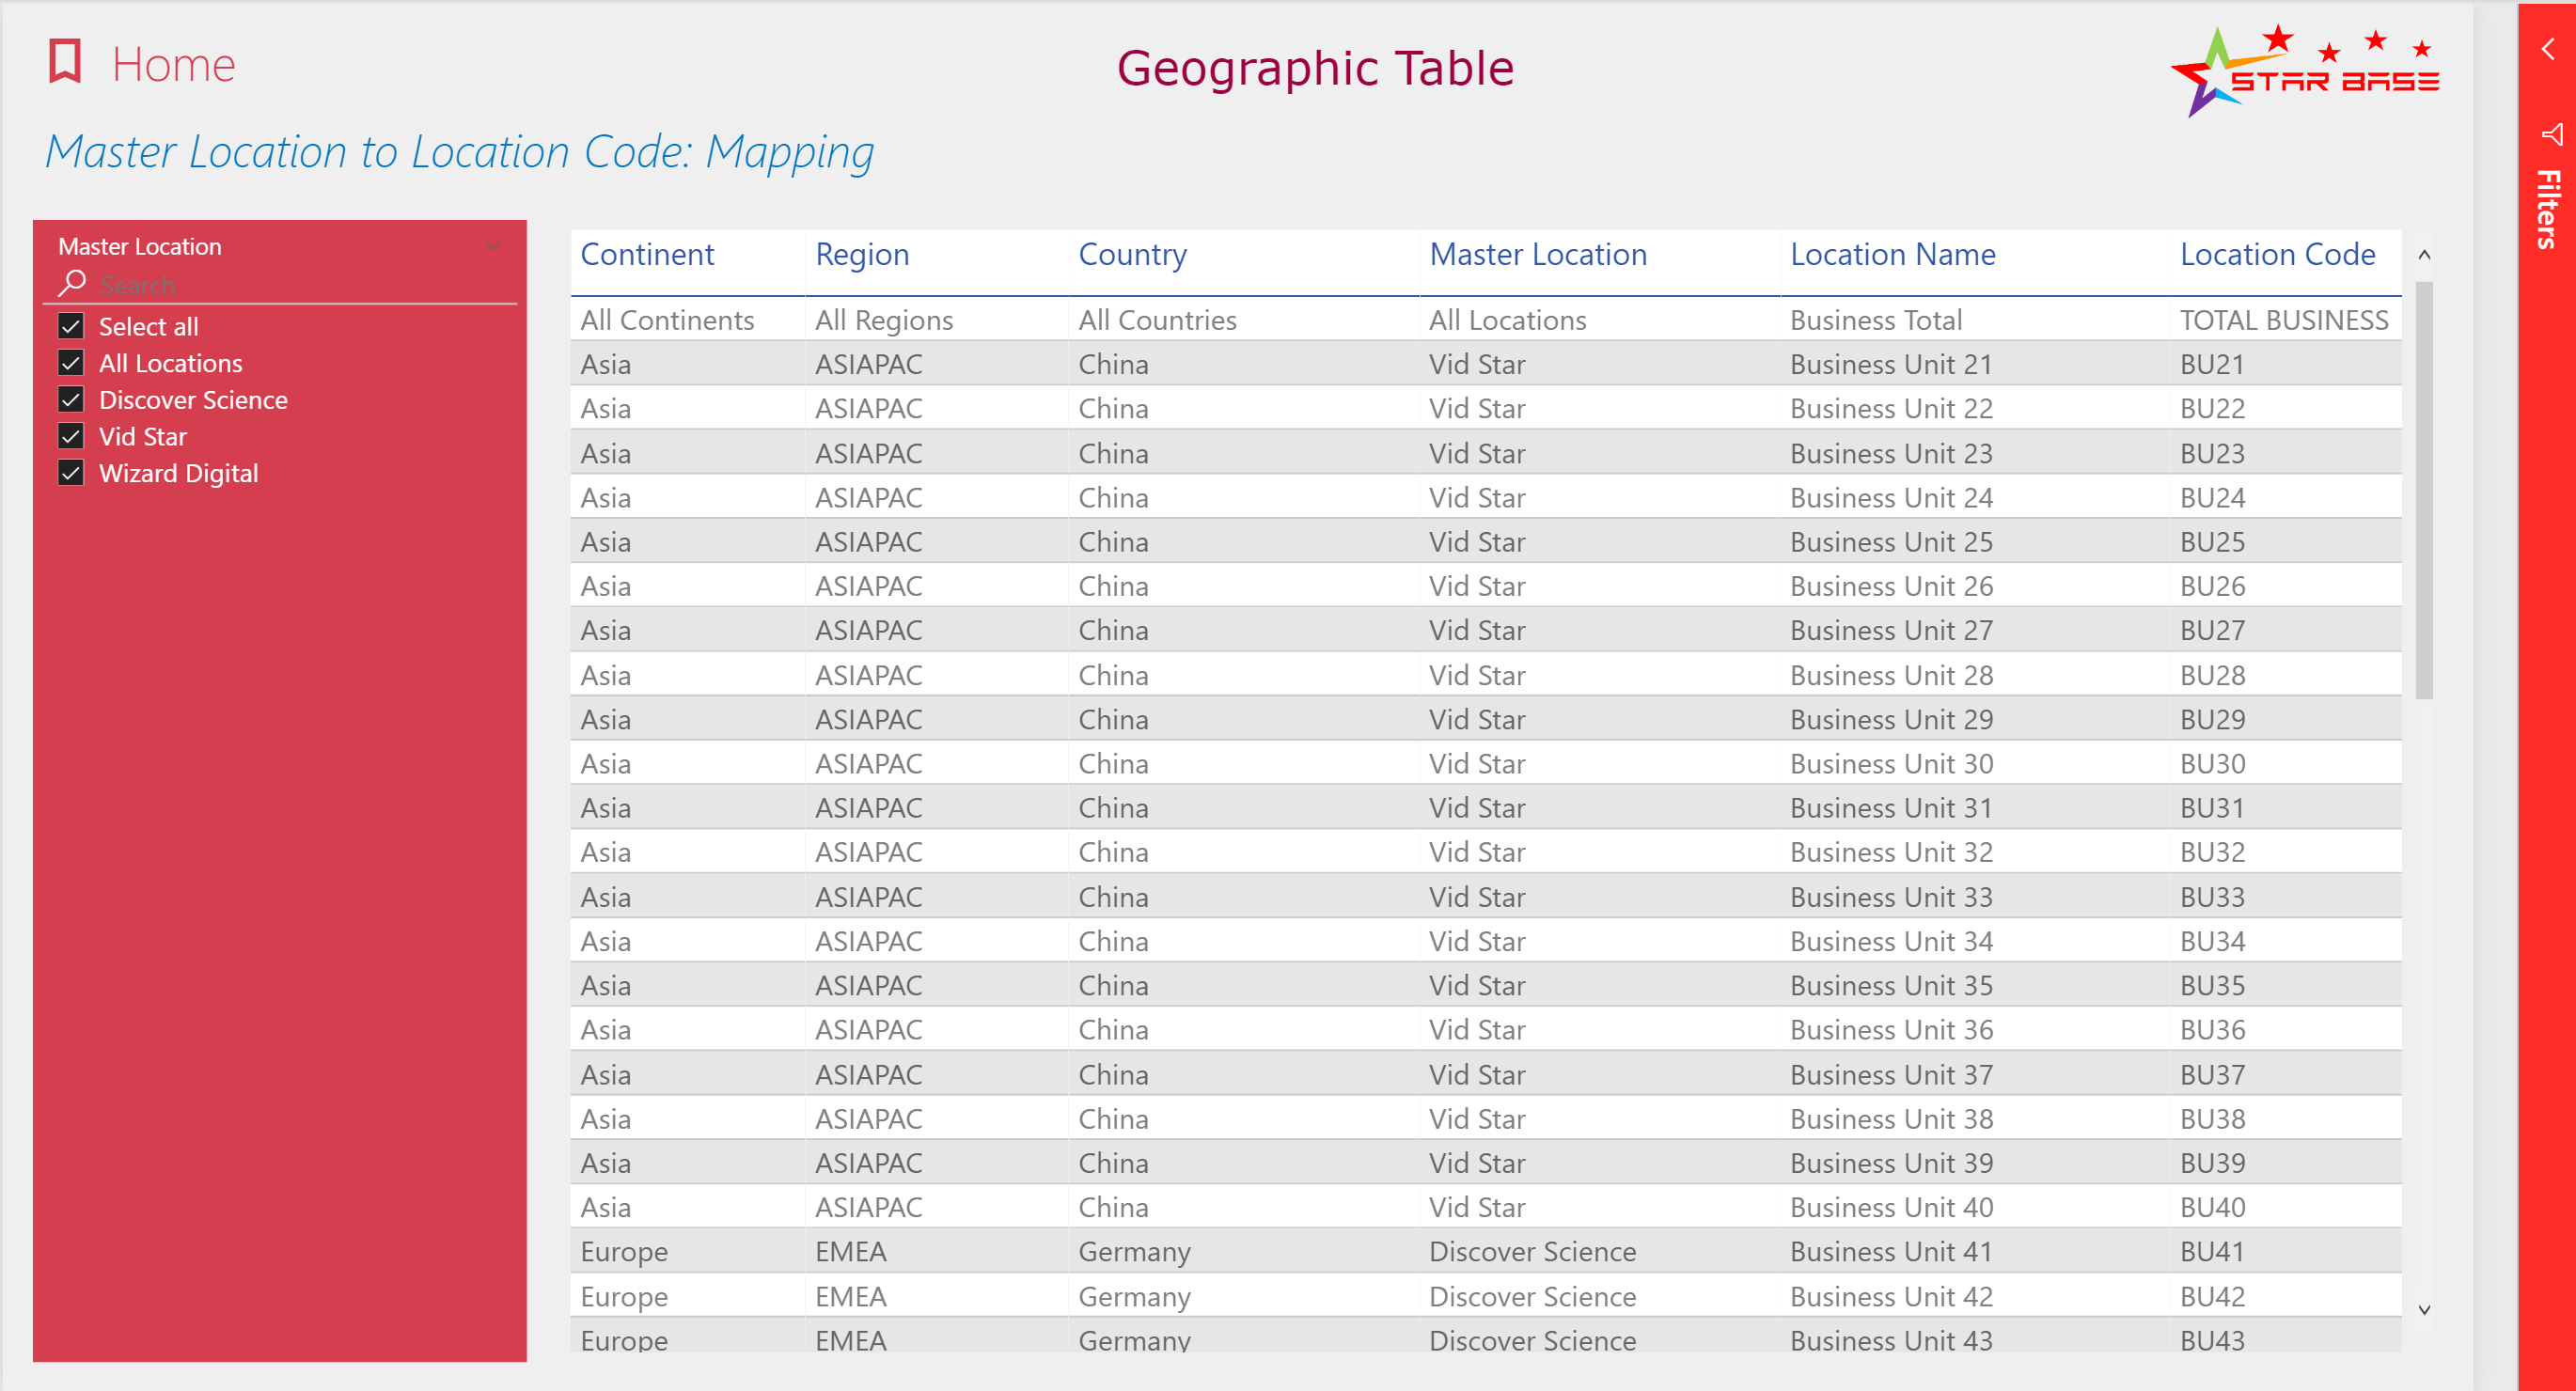 Home
Geographic Table
STAR BASE
Master Location to Location Code: Mapping
Filters
Master Location
Search
Select all
All Locations
Discover Science
Vid Star
Wizard Digital
Continent Region Country Master Location Location Name Location Code
All Continents All Regions All Countries All Locations Business Total TOTAL BUSINESS
Asia ASIAPAC China Vid Star Business Unit 21 BU21
Asia ASIAPAC China Vid Star Business Unit 22 BU22
Asia ASIAPAC China Vid Star Business Unit 23 BU23
Asia ASIAPAC China Vid Star Business Unit 24 BU24
Asia ASIAPAC China Vid Star Business Unit 25 BU25
Asia ASIAPAC China Vid Star Business Unit 26 BU26
Asia ASIAPAC China Vid Star Business Unit 27 BU27
Asia ASIAPAC China Vid Star Business Unit 28 BU28
Asia ASIAPAC China Vid Star Business Unit 29 BU29
Asia ASIAPAC China Vid Star Business Unit 30 BU30
Asia ASIAPAC China Vid Star Business Unit 31 BU31
Asia ASIAPAC China Vid Star Business Unit 32 BU32
Asia ASIAPAC China Vid Star Business Unit 33 BU33
Asia ASIAPAC China Vid Star Business Unit 34 BU34
Asia ASIAPAC China Vid Star Business Unit 35 BU35
Asia ASIAPAC China Vid Star Business Unit 36 BU36
Asia ASIAPAC China Vid Star Business Unit 37 BU37
Asia ASIAPAC China Vid Star Business Unit 38 BU38
Asia ASIAPAC China Vid Star Business Unit 39 BU39
Asia ASIAPAC China Vid Star Business Unit 40 BU40
Europe EMEA Germany Discover Science Business Unit 41 BU41
Europe EMEA Germany Discover Science Business Unit 42 BU42
Europe EMEA Germany Discover Science Business Unit 43 BU43